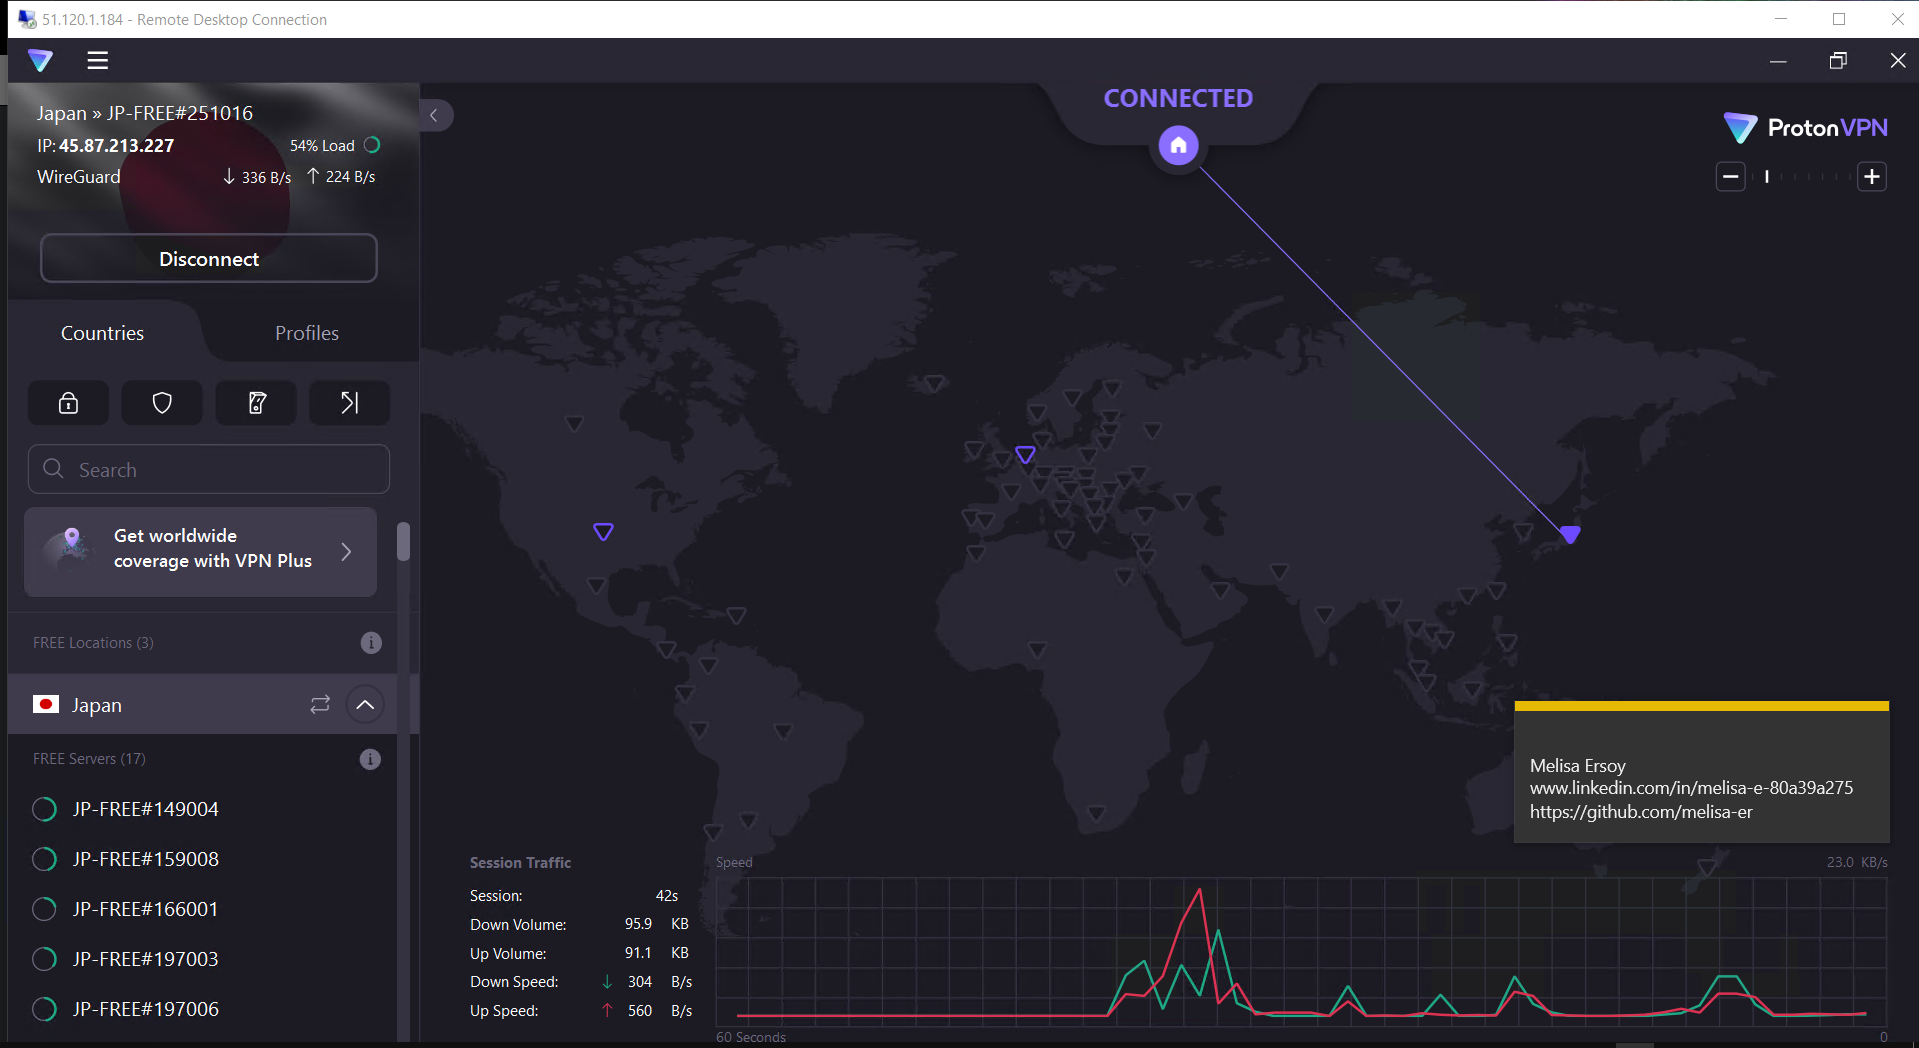 51.120.1.184 - Remote Desktop Connection
Japan » JP-FREE#251016
IP: 45.87.213.227
54% Load
WireGuard
↓ 336 B/s ↑ 224 B/s
Disconnect
Countries
Profiles
Search
Get worldwide
coverage with VPN Plus
FREE Locations (3)
Japan
FREE Servers (17)
JP-FREE#149004
JP-FREE#159008
JP-FREE#166001
JP-FREE#197003
JP-FREE#197006
CONNECTED
ProtonVPN
Melisa Ersoy
www.linkedin.com/in/melisa-e-80a39a275
https://github.com/melisa-er
Session Traffic
Session: 42s
Down Volume: 95.9 KB
Up Volume: 91.1 KB
Down Speed: ↓ 304 B/s
Up Speed: ↑ 560 B/s
Speed
23.0 KB/s
60 Seconds
0